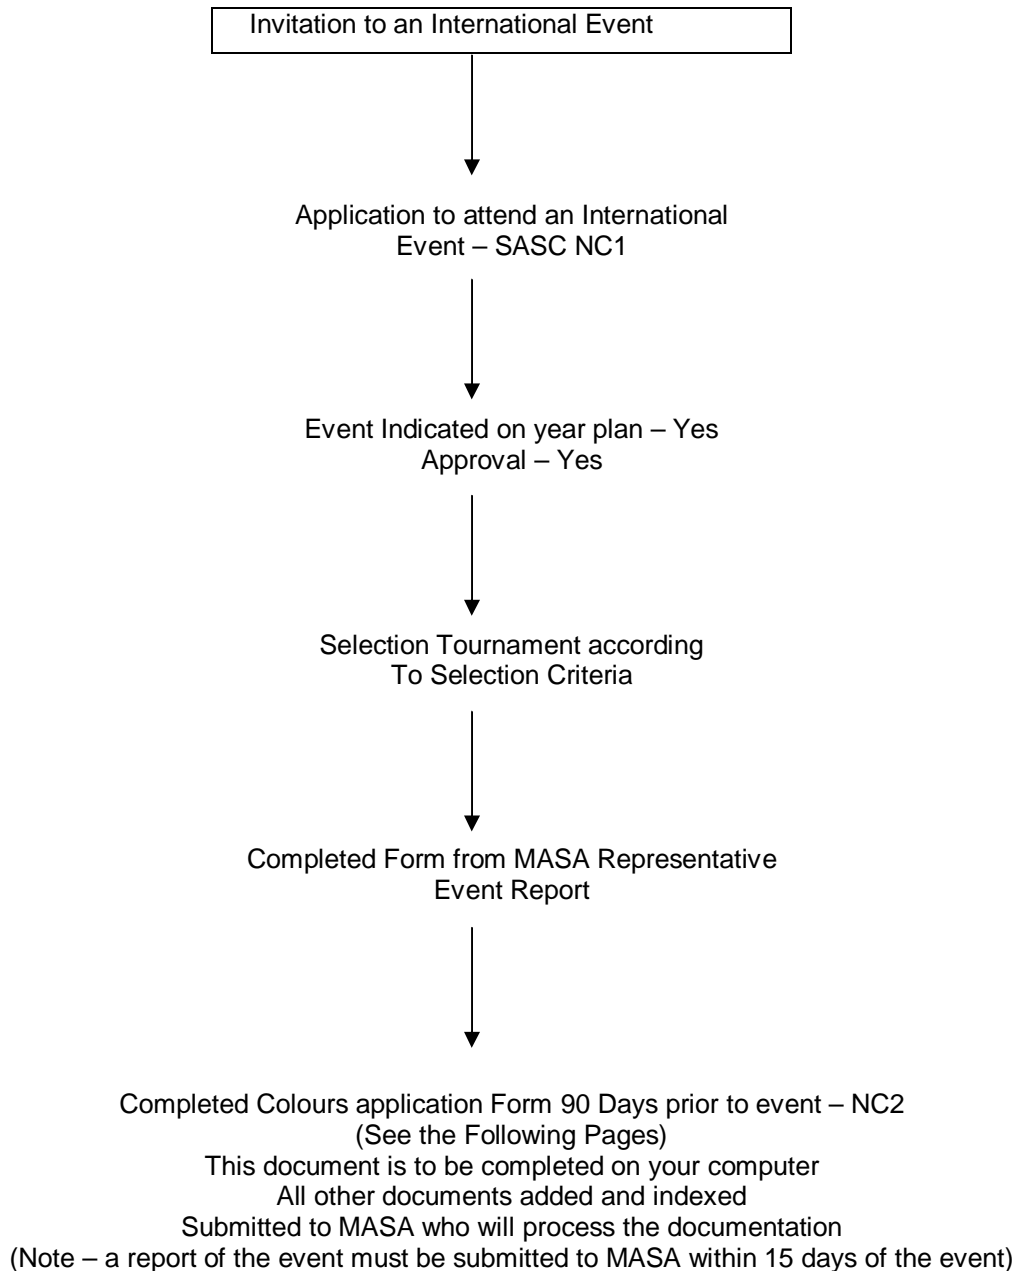 Invitation to an International Event
Application to attend an International
Event – SASC NC1
Event Indicated on year plan – Yes
Approval – Yes
Selection Tournament according
To Selection Criteria
Completed Form from MASA Representative
Event Report
Completed Colours application Form 90 Days prior to event – NC2
(See the Following Pages)
This document is to be completed on your computer
All other documents added and indexed
Submitted to MASA who will process the documentation
(Note – a report of the event must be submitted to MASA within 15 days of the event)